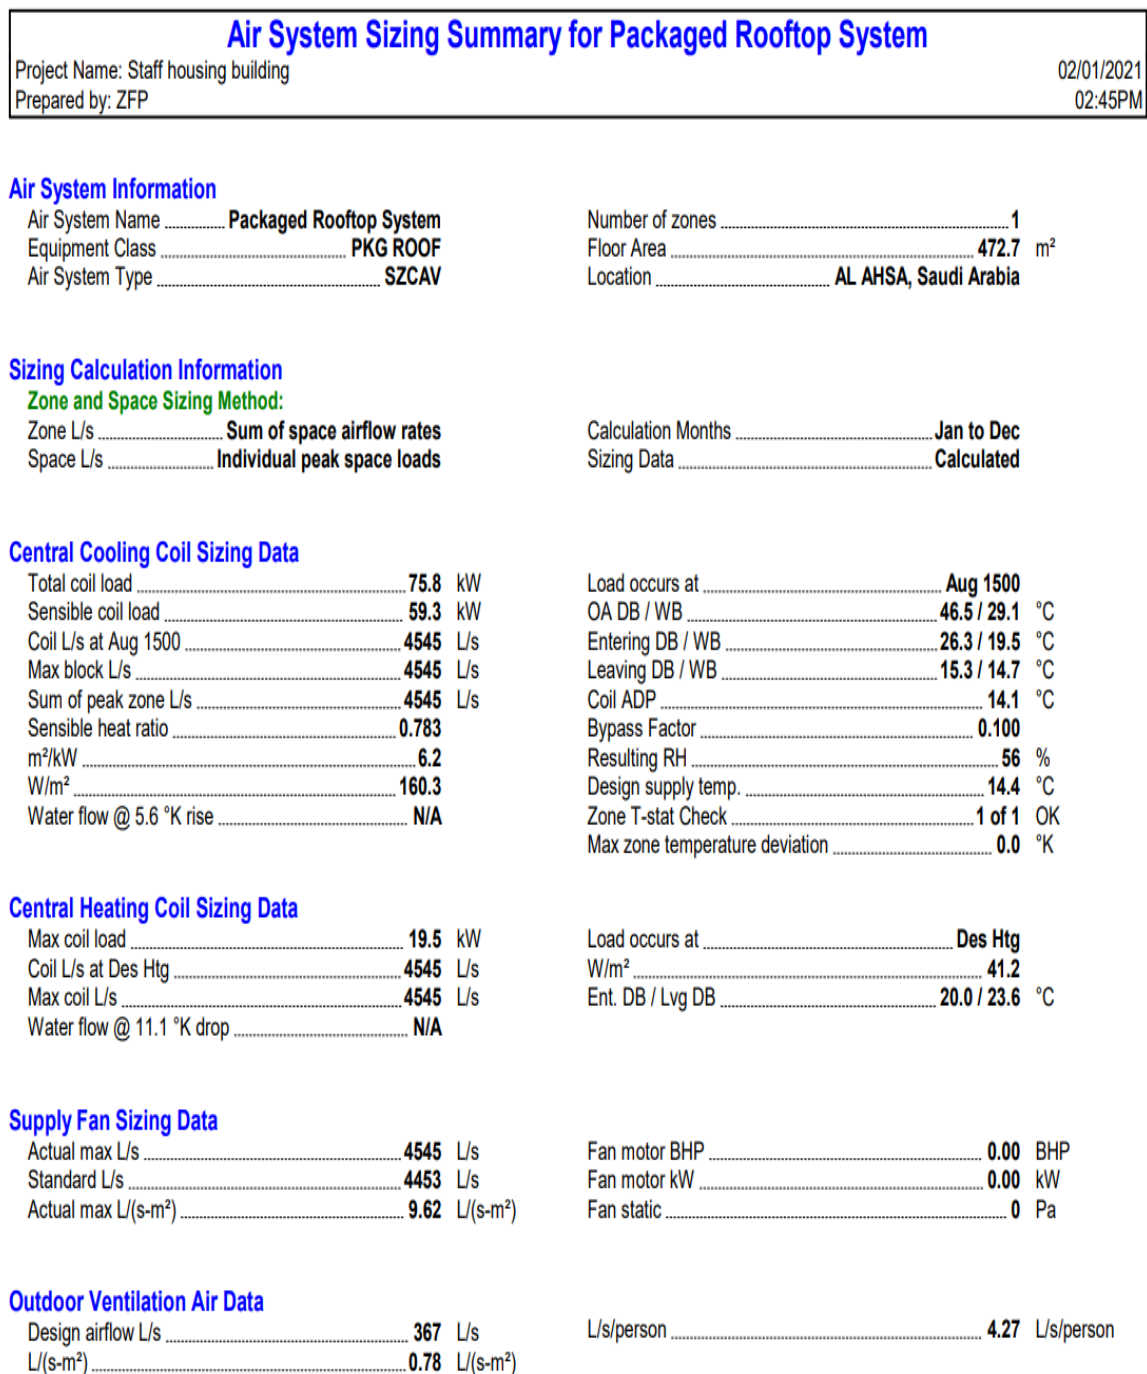 Air System Sizing Summary for Packaged Rooftop System
Project Name: Staff housing building 02/01/2021
Prepared by: ZFP 02:45PM
Air System Information
Air System Name Packaged Rooftop System Number of zones 1
Equipment Class PKG ROOF Floor Area 472.7 m²
Air System Type SZCAV Location AL AHSA, Saudi Arabia
Sizing Calculation Information
Zone and Space Sizing Method:
Zone L/s Sum of space airflow rates Calculation Months Jan to Dec
Space L/s Individual peak space loads Sizing Data Calculated
Central Cooling Coil Sizing Data
Total coil load 75.8 kW Load occurs at Aug 1500
Sensible coil load 59.3 kW OA DB / WB 46.5 / 29.1 °C
Coil L/s at Aug 1500 4545 L/s Entering DB / WB 26.3 / 19.5 °C
Max block L/s 4545 L/s Leaving DB / WB 15.3 / 14.7 °C
Sum of peak zone L/s 4545 L/s Coil ADP 14.1 °C
Sensible heat ratio 0.783 Bypass Factor 0.100
m²/kW 6.2 Resulting RH 56 %
W/m² 160.3 Design supply temp. 14.4 °C
Water flow @ 5.6 °K rise N/A Zone T-stat Check 1 of 1 OK
Max zone temperature deviation 0.0 °K
Central Heating Coil Sizing Data
Max coil load 19.5 kW Load occurs at Des Htg
Coil L/s at Des Htg 4545 L/s W/m² 41.2
Max coil L/s 4545 L/s Ent. DB / Lvg DB 20.0 / 23.6 °C
Water flow @ 11.1 °K drop N/A
Supply Fan Sizing Data
Actual max L/s 4545 L/s Fan motor BHP 0.00 BHP
Standard L/s 4453 L/s Fan motor kW 0.00 kW
Actual max L/(s-m²) 9.62 L/(s-m²) Fan static 0 Pa
Outdoor Ventilation Air Data
Design airflow L/s 367 L/s L/s/person 4.27 L/s/person
L/(s-m²) 0.78 L/(s-m²)